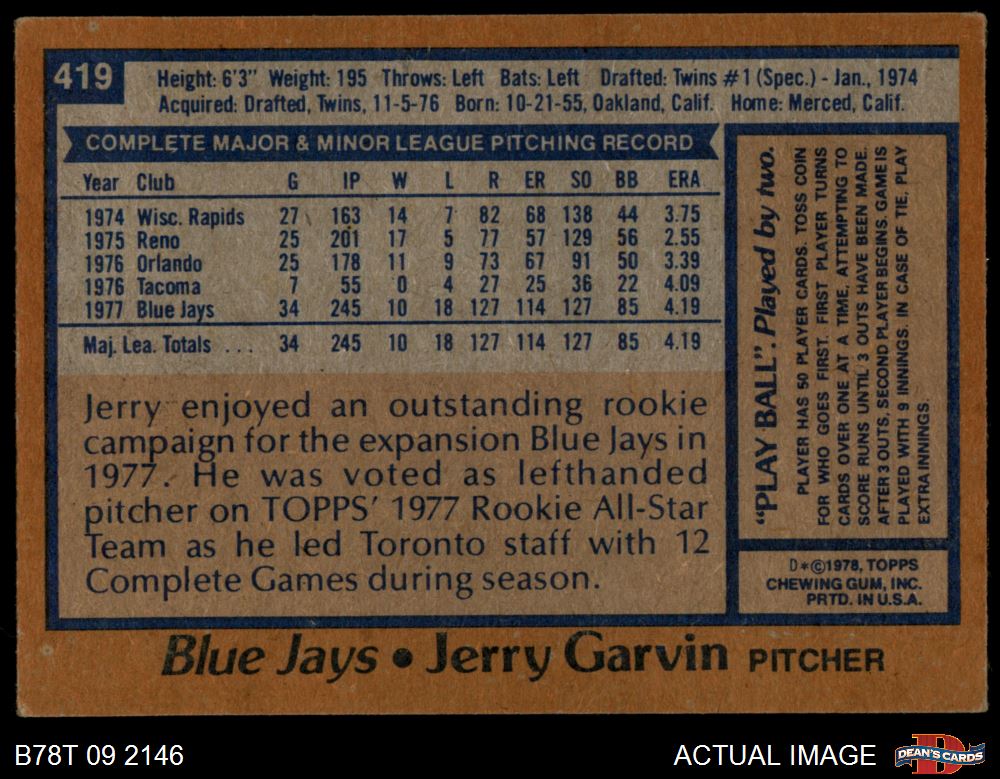 419
Height: 6'3" Weight: 195 Throws: Left Bats: Left Drafted: Twins #1 (Spec.) - Jan., 1974
Acquired: Drafted, Twins, 11-5-76 Born: 10-21-55, Oakland, Calif. Home: Merced, Calif.
COMPLETE MAJOR & MINOR LEAGUE PITCHING RECORD
Year Club G IP W L R ER SO BB ERA
1974 Wisc. Rapids 27 163 14 7 82 68 138 44 3.75
1975 Reno 25 201 17 5 77 57 129 56 2.55
1976 Orlando 25 178 11 9 73 67 91 50 3.39
1976 Tacoma 7 55 0 4 27 25 36 22 4.09
1977 Blue Jays 34 245 10 18 127 114 127 85 4.19
Maj. Lea. Totals ... 34 245 10 18 127 114 127 85 4.19
Jerry enjoyed an outstanding rookie
campaign for the expansion Blue Jays in
1977. He was voted as lefthanded
pitcher on TOPPS' 1977 Rookie All-Star
Team as he led Toronto staff with 12
Complete Games during season.
"PLAY BALL". Played by two.
PLAYER HAS 50 PLAYER CARDS. TOSS COIN
FOR WHO GOES FIRST. FIRST PLAYER TURNS
CARDS OVER ONE AT A TIME, ATTEMPTING TO
SCORE RUNS UNTIL 3 OUTS HAVE BEEN MADE.
AFTER 3 OUTS, SECOND PLAYER BEGINS. GAME IS
PLAYED WITH 9 INNINGS. IN CASE OF TIE, PLAY
EXTRA INNINGS.
D*©1978, TOPPS
CHEWING GUM, INC.
PRTD. IN U.S.A.
Blue Jays • Jerry Garvin PITCHER
B78T 09 2146
ACTUAL IMAGE
DEAN'S CARDS